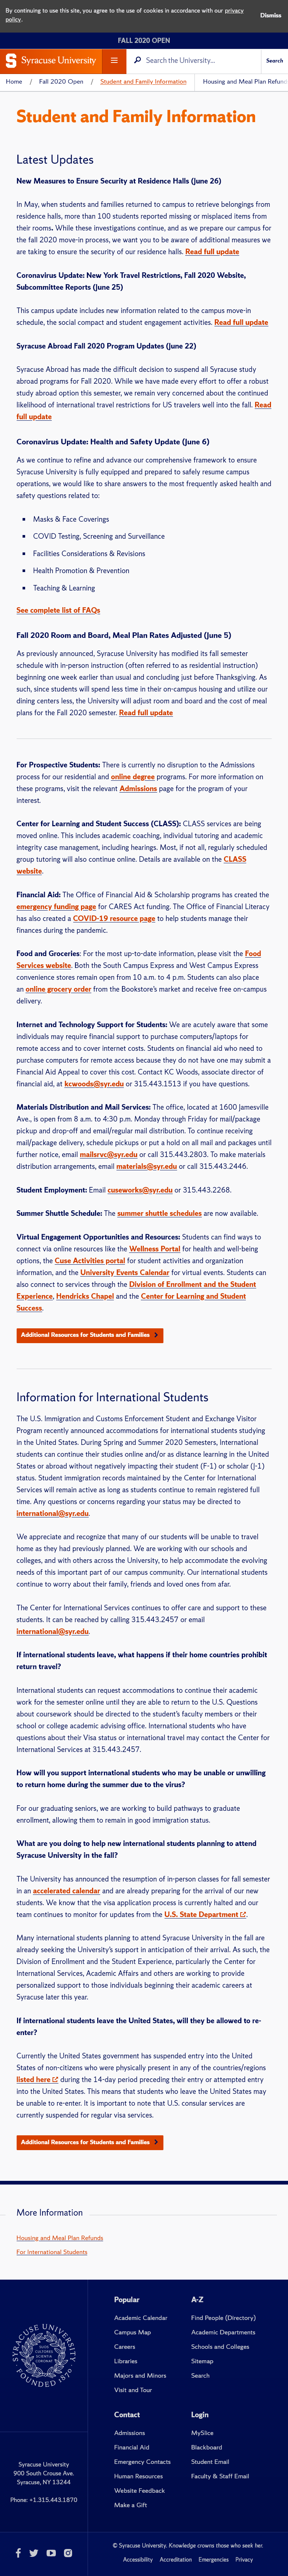 By continuing to use this site, you agree to the use of cookies in accordance with our privacy
policy.
Dismiss
FALL 2020 OPEN
S Syracuse University
Search the University...
Search
Home / Fall 2020 Open / Student and Family Information
Housing and Meal Plan Refund
Student and Family Information
Latest Updates
New Measures to Ensure Security at Residence Halls (June 26)
In May, when students and families returned to campus to retrieve belongings from
residence halls, more than 100 students reported missing or misplaced items from
their rooms. While these investigations continue, and as we prepare our campus for
the fall 2020 move-in process, we want you to be aware of additional measures we
are taking to ensure the security of our residence halls. Read full update
Coronavirus Update: New York Travel Restrictions, Fall 2020 Website,
Subcommittee Reports (June 25)
This campus update includes new information related to the campus move-in
schedule, the social compact and student engagement activities. Read full update
Syracuse Abroad Fall 2020 Program Updates (June 22)
Syracuse Abroad has made the difficult decision to suspend all Syracuse study
abroad programs for Fall 2020. While we have made every effort to offer a robust
study abroad option this semester, we remain very concerned about the continued
likelihood of international travel restrictions for US travelers well into the fall. Read
full update
Coronavirus Update: Health and Safety Update (June 6)
As we continue to refine and advance our comprehensive framework to ensure
Syracuse University is fully equipped and prepared to safely resume campus
operations, we would like to share answers to the most frequently asked health and
safety questions related to:
Masks & Face Coverings
COVID Testing, Screening and Surveillance
Facilities Considerations & Revisions
Health Promotion & Prevention
Teaching & Learning
See complete list of FAQs
Fall 2020 Room and Board, Meal Plan Rates Adjusted (June 5)
As previously announced, Syracuse University has modified its fall semester
schedule with in-person instruction (often referred to as residential instruction)
beginning one week earlier than usual and concluding just before Thanksgiving. As
such, since students will spend less time in their on-campus housing and utilize our
dining centers less, the University will adjust room and board and the cost of meal
plans for the Fall 2020 semester. Read full update
For Prospective Students: There is currently no disruption to the Admissions
process for our residential and online degree programs. For more information on
these, visit the relevant Admissions page for the program of your
interest.
Center for Learning and Student Success (CLASS): CLASS services are being
moved online. This includes academic coaching, individual tutoring and academic
integrity case management, including hearings. Most, if not all, regularly scheduled
group tutoring will also continue online. Details are available on the CLASS
website.
Financial Aid: The Office of Financial Aid & Scholarship programs has created the
emergency funding page for CARES Act funding. The Office of Financial Literacy
has also created a COVID-19 resource page to help students manage their
finances during the pandemic.
Food and Groceries: For the most up-to-date information, please visit the Food
Services website. Both the South Campus Express and West Campus Express
convenience stores remain open from 10 a.m. to 4 p.m. Students can also place
an online grocery order from the Bookstore's market and receive free on-campus
delivery.
Internet and Technology Support for Students: We are acutely aware that some
students may require financial support to purchase computers/laptops for
remote access and to cover internet costs. Students on financial aid who need to
purchase computers for remote access because they do not have one may submit a
Financial Aid Appeal to cover this cost. Contact KC Woods, associate director of
financial aid, at kcwoods@syr.edu or 315.443.1513 if you have questions.
Materials Distribution and Mail Services: The office, located at 1600 Jamesville
Ave., is open from 8 a.m. to 4:30 p.m. Monday through Friday for mail/package
pickup and drop-off and email/regular mail distribution. To continue receiving
mail/package delivery, schedule pickups or put a hold on all mail and packages until
further notice, email mailsrvc@syr.edu or call 315.443.2803. To make materials
distribution arrangements, email materials@syr.edu or call 315.443.2446.
Student Employment: Email cuseworks@syr.edu or 315.443.2268.
Summer Shuttle Schedule: The summer shuttle schedules are now available.
Virtual Engagement Opportunities and Resources: Students can find ways to
connect via online resources like the Wellness Portal for health and well-being
options, the Cuse Activities portal for student activities and organization
information, and the University Events Calendar for virtual events. Students can
also connect to services through the Division of Enrollment and the Student
Experience, Hendricks Chapel and the Center for Learning and Student
Success.
Additional Resources for Students and Families
Information for International Students
The U.S. Immigration and Customs Enforcement Student and Exchange Visitor
Program recently announced accommodations for international students studying
in the United States. During Spring and Summer 2020 Semesters, International
students can continue their studies online and/or at a distance learning in the United
States or abroad without negatively impacting their student (F-1) or scholar (J-1)
status. Student immigration records maintained by the Center for International
Services will remain active as long as students continue to remain enrolled full
time. Any questions or concerns regarding your status may be directed to
international@syr.edu.
We appreciate and recognize that many of our students will be unable to travel
home, even if their home was previously planned. We are working with our schools
and colleges, and with others across the University, to help accommodate the needs
of this important part of our campus community. Our international students
continue to be part of our campus family, even during these challenging times, in
which colleagues, friends and loved ones from afar.
The Center for International Services continues to offer care and support to these
students. It can be reached by calling 315.443.2457 or email
international@syr.edu.
If international students leave, what happens if their home countries prohibit
return travel?
International students will be able to continue their academic
work for the semester online until they are able to return to the U.S. Questions about
coursework should be directed to the student's faculty members or their
school or college academic advising office. International students who have
questions about their Visa status or international travel may contact the Center for
International Services at 315.443.2457.
How will you support international students who may be unable or unwilling
to return home during the summer due to the virus?
For our graduating seniors, we are working to build pathways to graduate
enrollment, allowing them to remain in good immigration status.
What are you doing to help new international students planning to attend
Syracuse University in the fall?
The University has announced the resumption of in-person classes for fall semester
in an accelerated calendar and are already preparing for the arrival of our new
students. We know that the visa application process is currently halted and our
team continues to monitor for updates from the U.S. State Department.
Many international students planning to attend Syracuse University in the fall are
already seeking the University's support in anticipation of their arrival. As such, the
Division of Enrollment and the Student Experience, particularly the Center for
International Services, Academic Affairs and others are working to provide
personalized support to those individuals beginning their academic careers at
Syracuse later this year.
If international students leave the United States, will they be allowed to re-
enter?
Currently the United States government has suspended entry into the United
States of non-citizens who were physically present in any of the countries/regions
listed here during the 14-day period preceding their entry or attempted entry into
the United States. This means that students who leave the United States may
be unable to re-enter. It is important to note that U.S. consular services are
currently suspended for regular visa services.
Additional Resources for Students and Families
More Information
Housing and Meal Plan Refunds
For International Students
Popular
Academic Calendar
Campus Map
Careers
Libraries
Majors and Minors
Visit and Tour
A-Z
Find People (Directory)
Academic Departments
Schools and Colleges
Sitemap
Search
Contact
Admissions
Financial Aid
Emergency Contacts
Human Resources
Website Feedback
Make a Gift
Login
MySlice
Blackboard
Student Email
Faculty & Staff Email
Syracuse University
900 South Crouse Ave.
Syracuse, NY 13244
Phone: +1.315.443.1870
© Syracuse University. Knowledge crowns those who seek her.
Accessibility Accreditation Emergencies Privacy